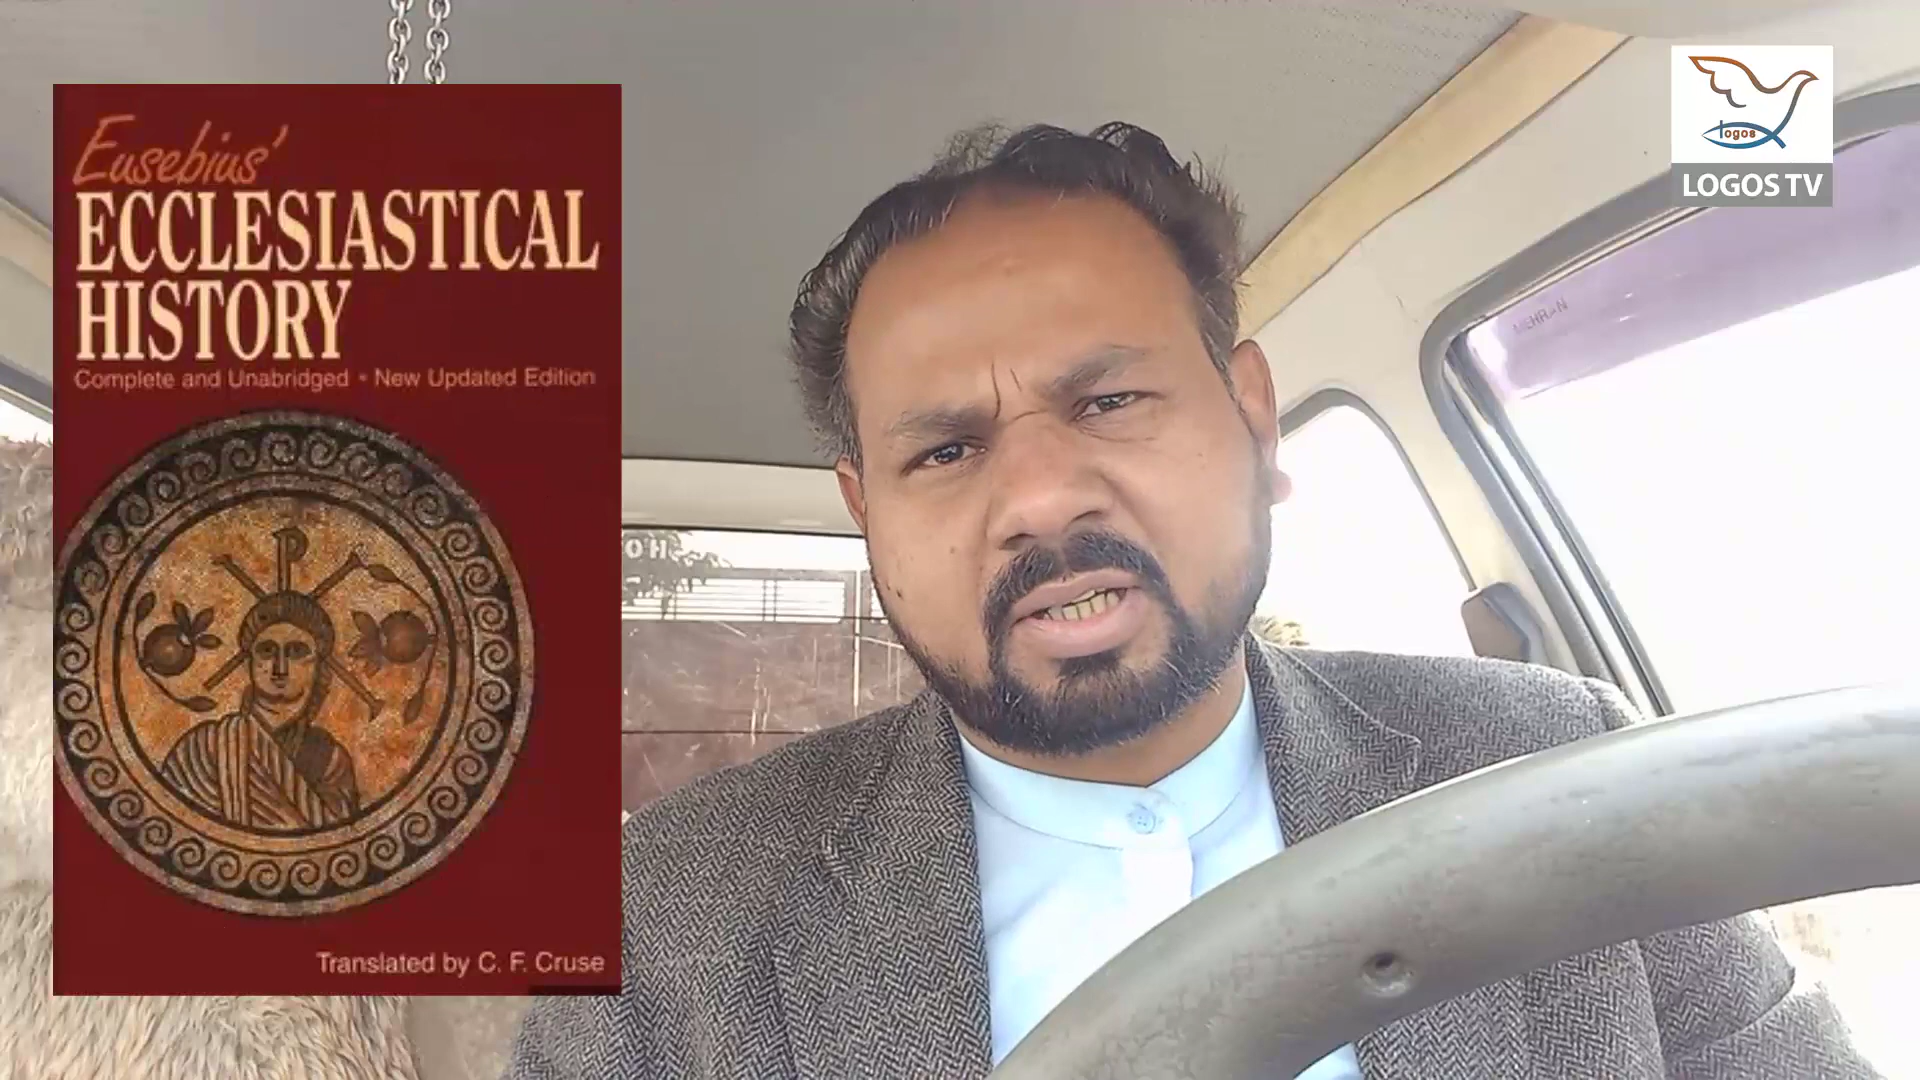 Eusebius'
ECCLESIASTICAL
HISTORY
Complete and Unabridged • New Updated Edition
P
Translated by C. F. Cruse
logos
LOGOS TV
MEHRAN